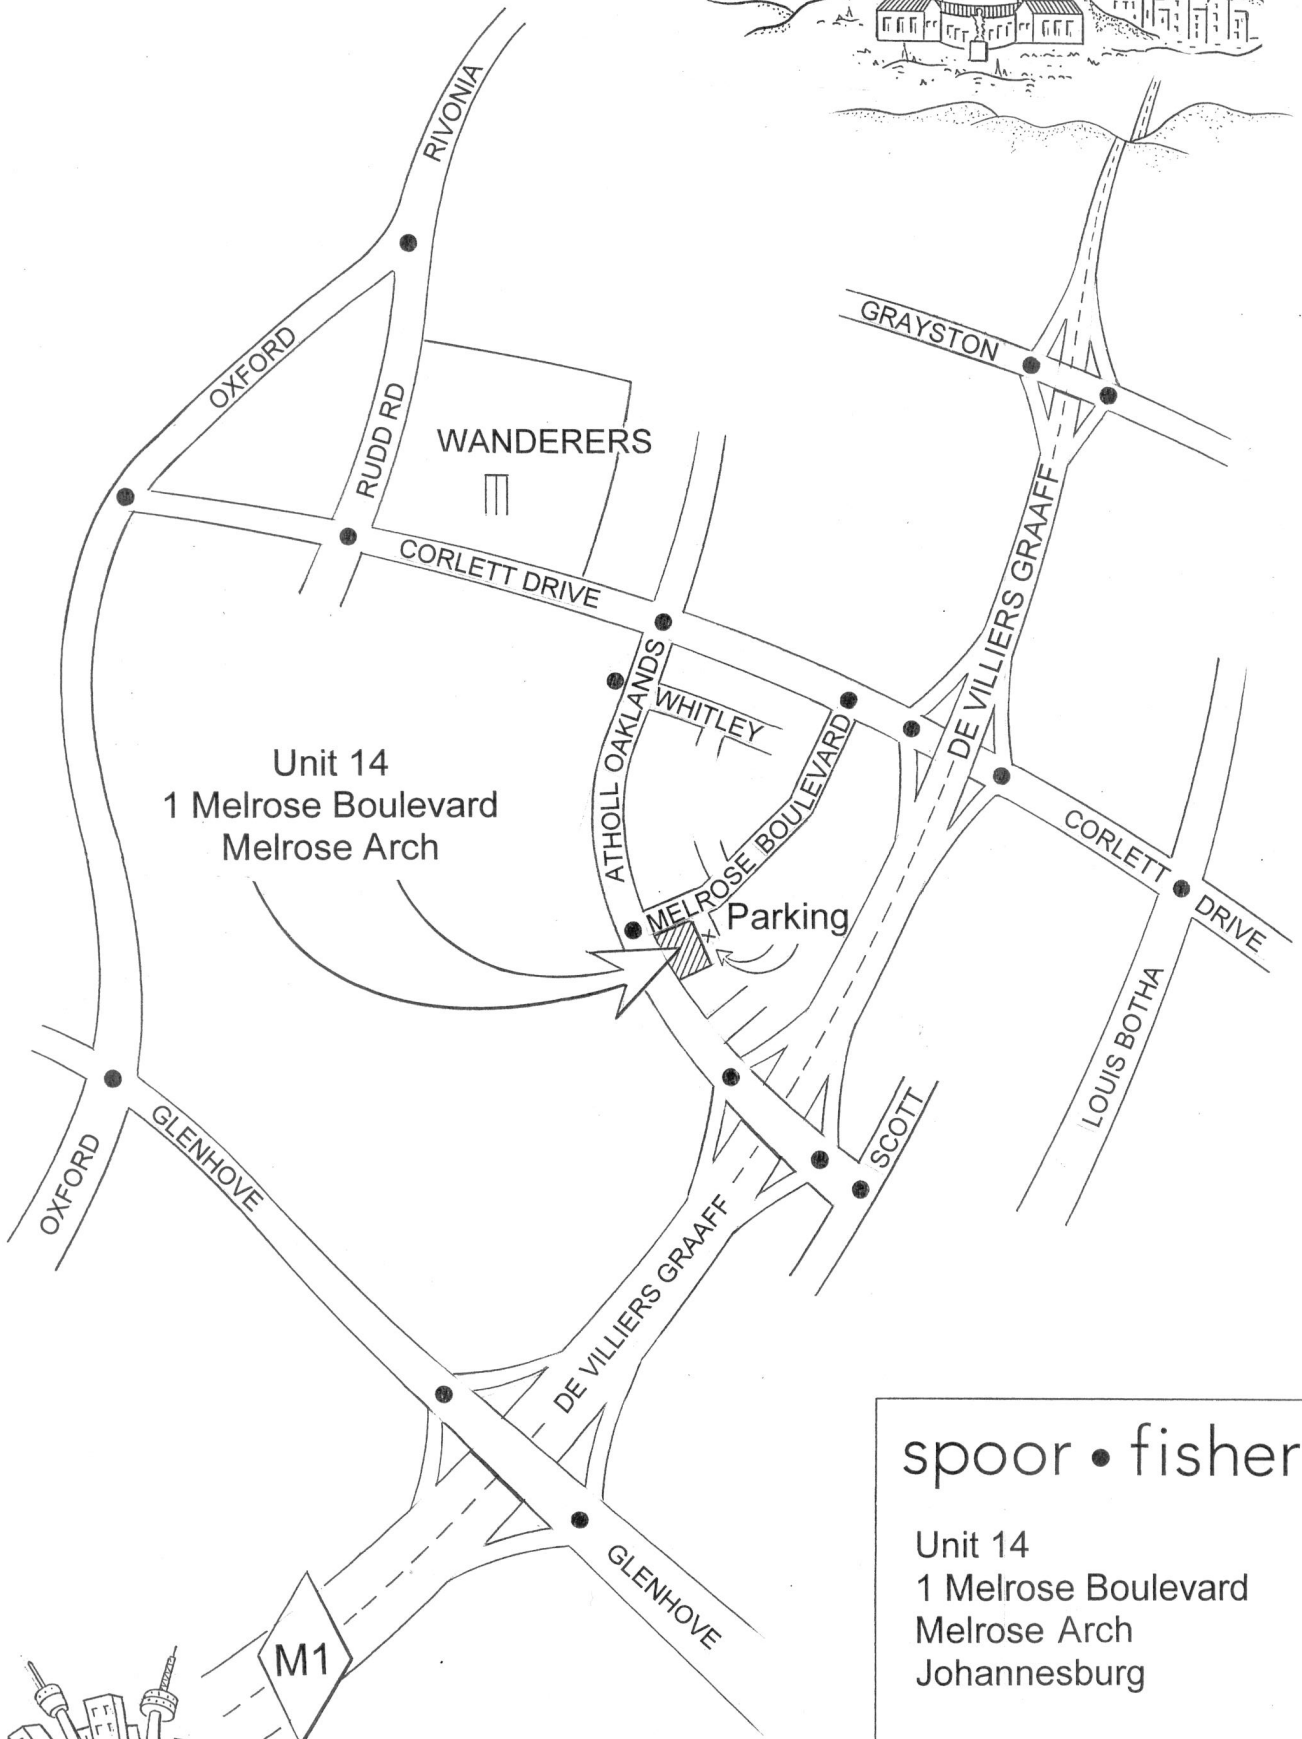 RIVONIA
GRAYSTON
OXFORD
RUDD RD
WANDERERS
CORLETT DRIVE
DE VILLIERS GRAAFF
ATHOLL OAKLANDS
WHITLEY
MELROSE BOULEVARD
Unit 14
1 Melrose Boulevard
Melrose Arch
CORLETT DRIVE
Parking
LOUIS BOTHA
SCOTT
GLENHOVE
OXFORD
DE VILLIERS GRAAFF
GLENHOVE
M1
spoor • fisher
Unit 14
1 Melrose Boulevard
Melrose Arch
Johannesburg